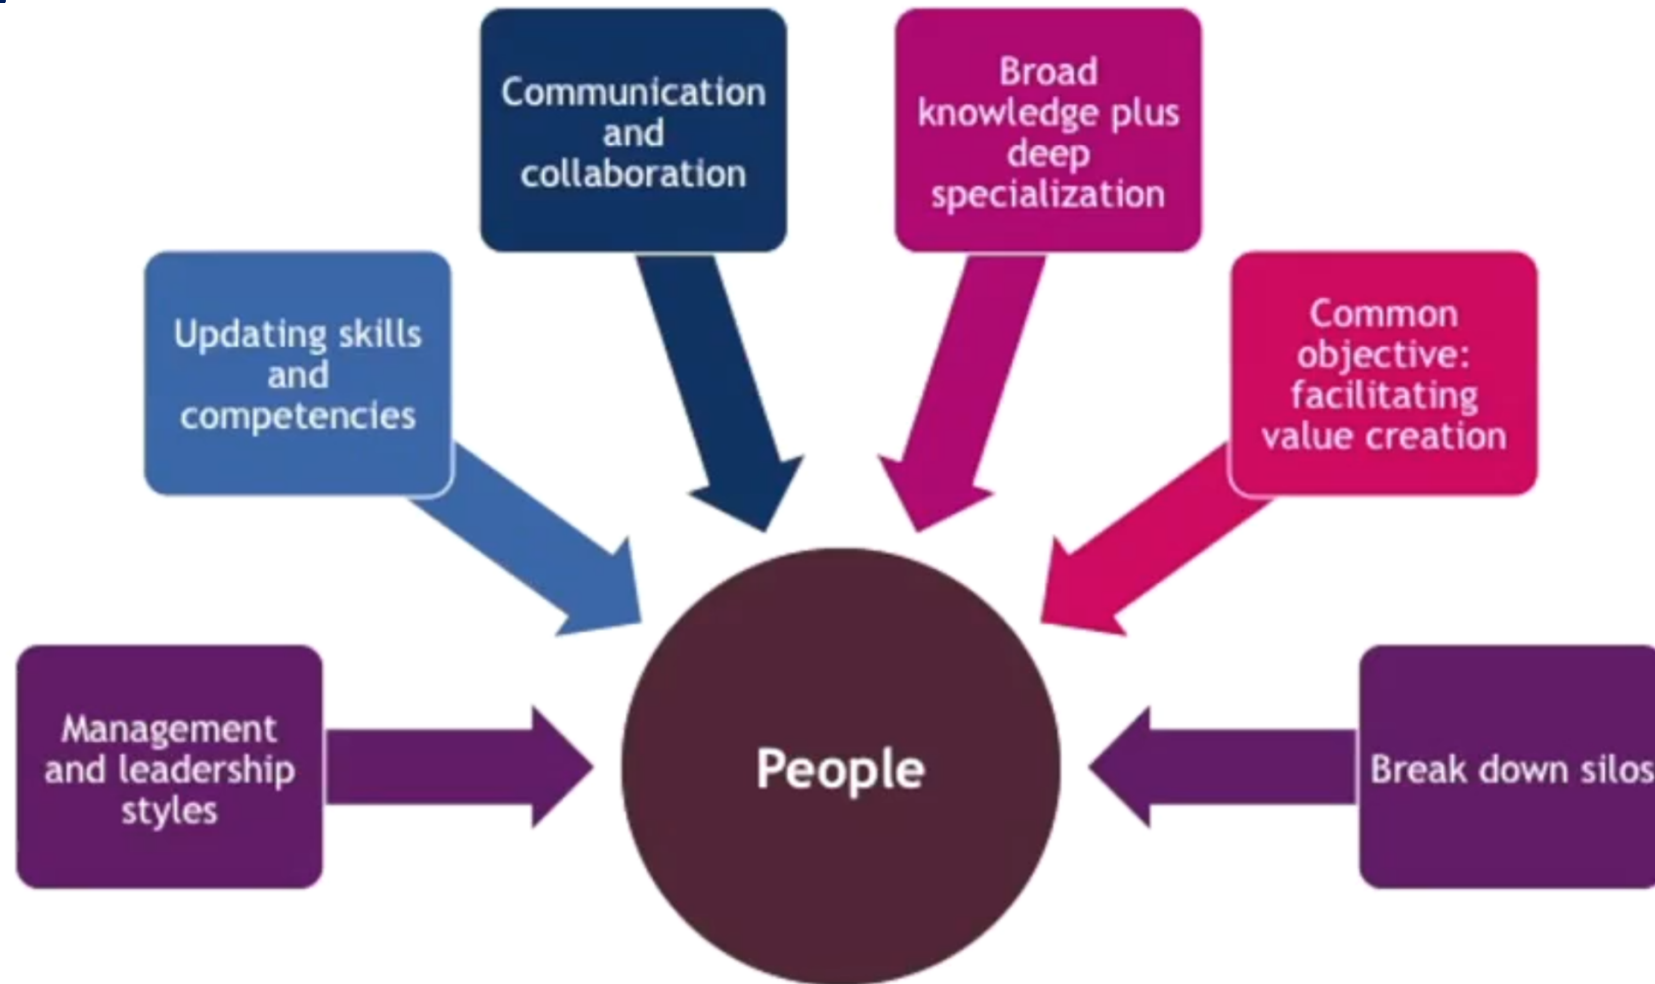 Communication
and
collaboration
Broad
knowledge plus
deep
specialization
Updating skills
and
competencies
Common
objective:
facilitating
value creation
Management
and leadership
styles
People
Break down silos